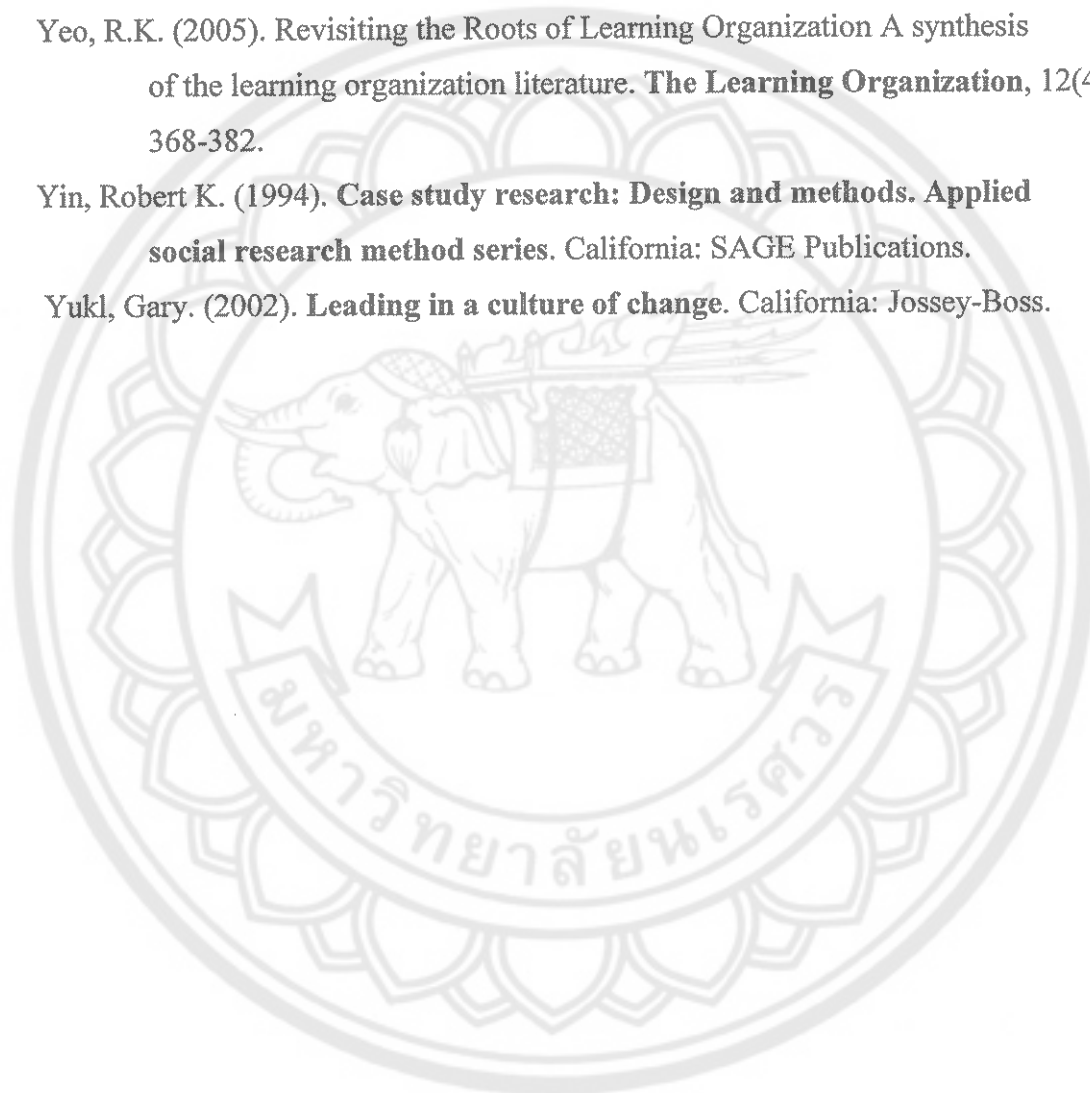 Yeo, R.K. (2005). Revisiting the Roots of Learning Organization A synthesis
of the learning organization literature. The Learning Organization, 12(4
368-382.
Yin, Robert K. (1994). Case study research: Design and methods. Applied
social research method series. California: SAGE Publications.
Yukl, Gary. (2002). Leading in a culture of change. California: Jossey-Boss.
มหาวิทยาลัยนเรศวร